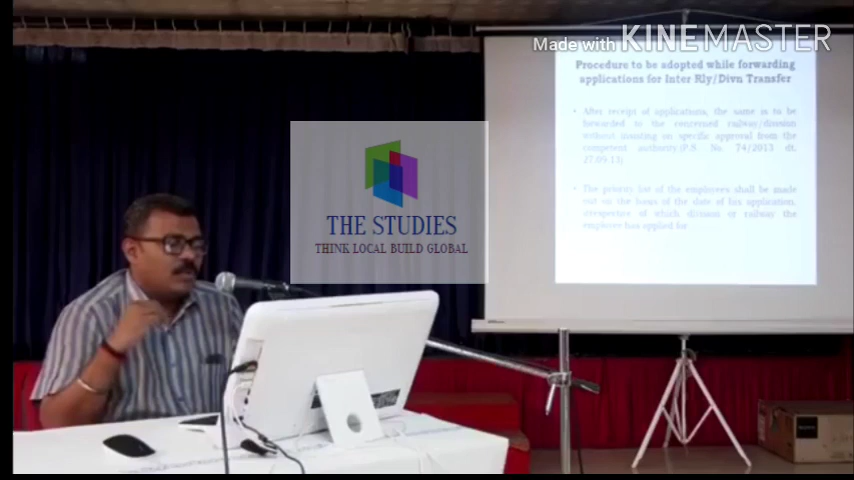 Made with KINEMASTER
Procedure to be adopted while forwarding
applications for Inter Rly/Divn Transfer
• After receipt of applications, the same is to be
forwarded to the concerned railway/division
without insisting on specific approval from the
competent authority.(P.S. No. 74/2013 dt.
27.09.13)
• The priority list of the employees shall be made
out on the basis of the date of his application,
irrespective of which division or railway the
employee has applied for
THE STUDIES
THINK LOCAL BUILD GLOBAL